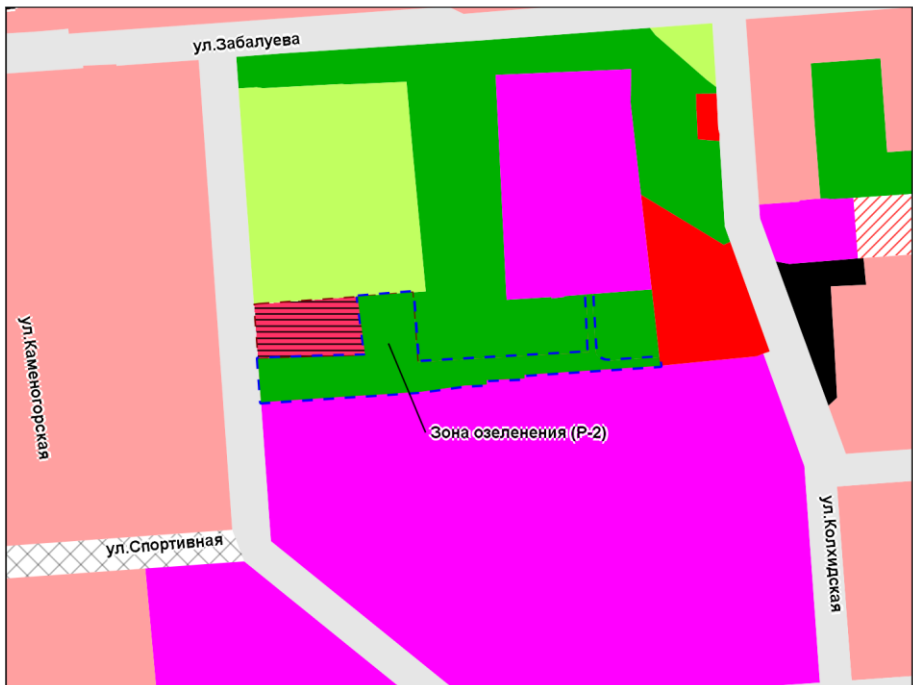 ул.Забалуева
ул.Каменогорская
Зона озеленения (Р-2)
ул.Спортивная
ул.Колхидская